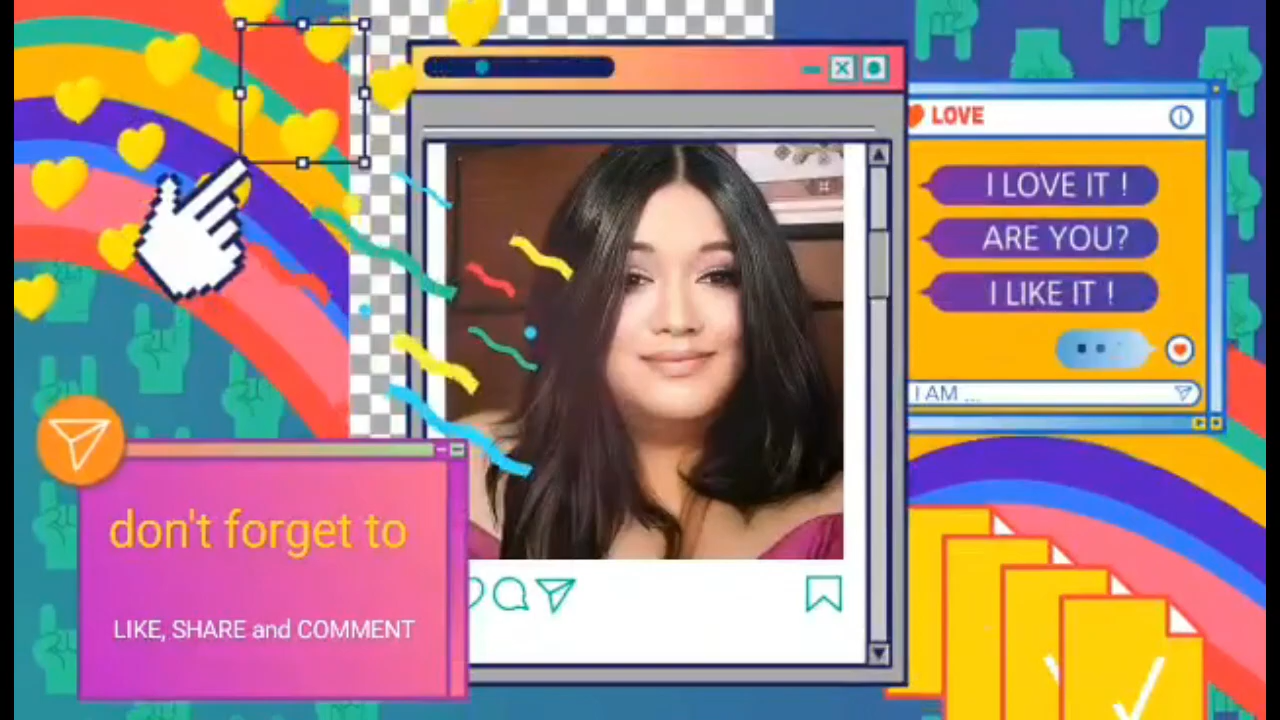 LOVE
I LOVE IT !
ARE YOU?
I LIKE IT !
I AM ...
don't forget to
LIKE, SHARE and COMMENT